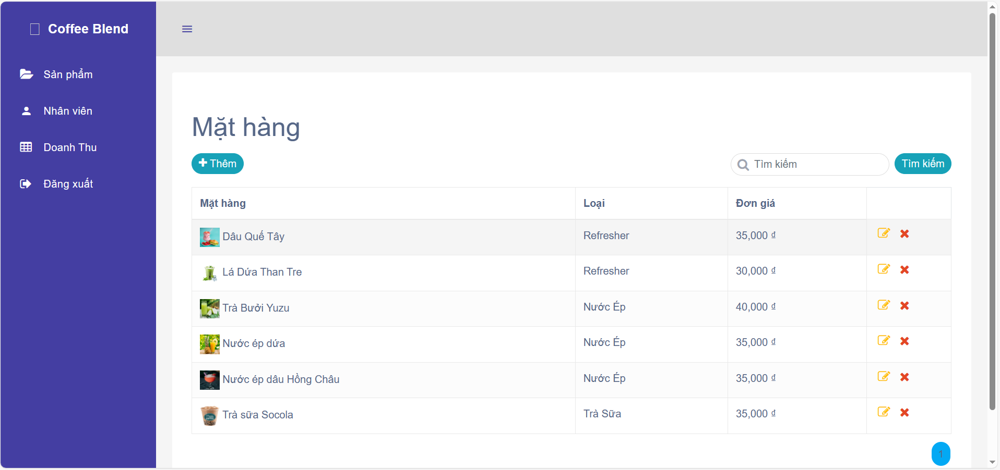 Coffee Blend
Sản phẩm
Nhân viên
Doanh Thu
Đăng xuất
Mặt hàng
Thêm
Tìm kiếm
Tìm kiếm
Mặt hàng Loại Đơn giá
Dâu Quế Tây Refresher 35,000 ₫
Lá Dứa Than Tre Refresher 30,000 ₫
Trà Bưởi Yuzu Nước Ép 40,000 ₫
Nước ép dứa Nước Ép 35,000 ₫
Nước ép dâu Hồng Châu Nước Ép 35,000 ₫
Trà sữa Socola Trà Sữa 35,000 ₫
1